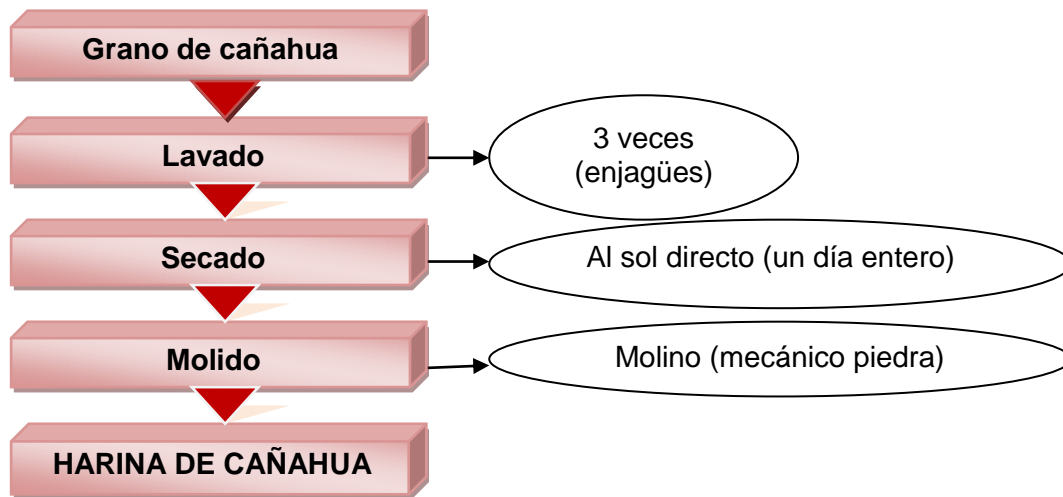 Grano de cañahua
Lavado
3 veces
(enjagües)
Secado
Al sol directo (un día entero)
Molido
Molino (mecánico piedra)
HARINA DE CAÑAHUA